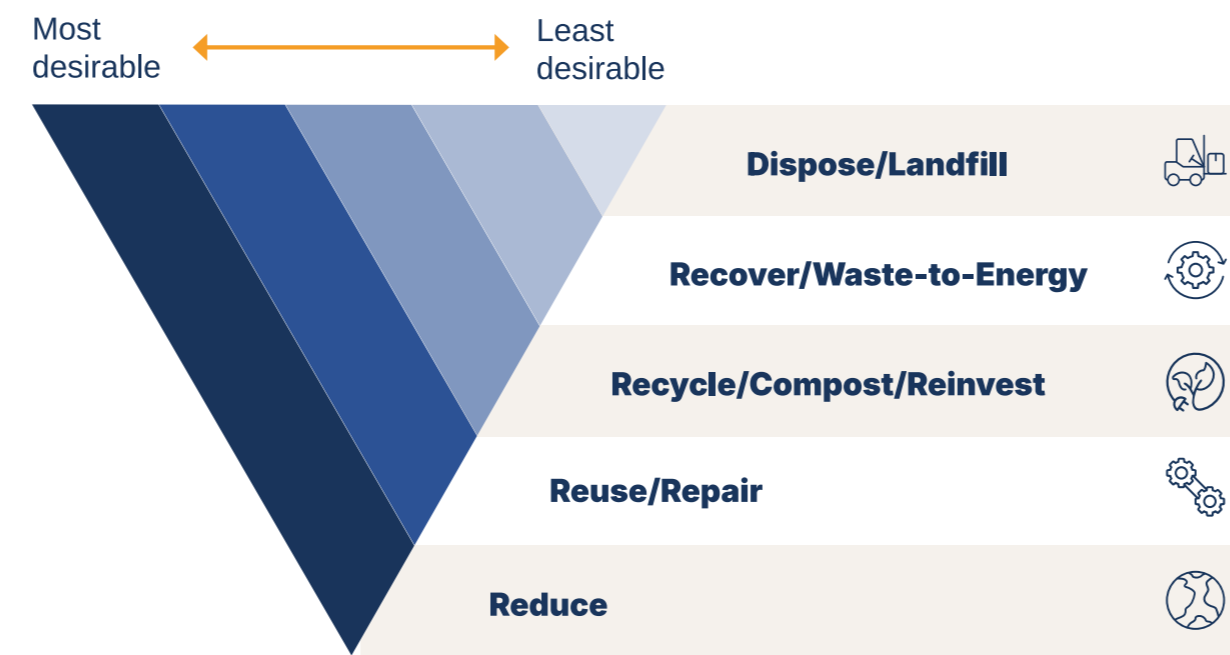 Most
desirable
Least
desirable
Dispose/Landfill
Recover/Waste-to-Energy
Recycle/Compost/Reinvest
Reuse/Repair
Reduce